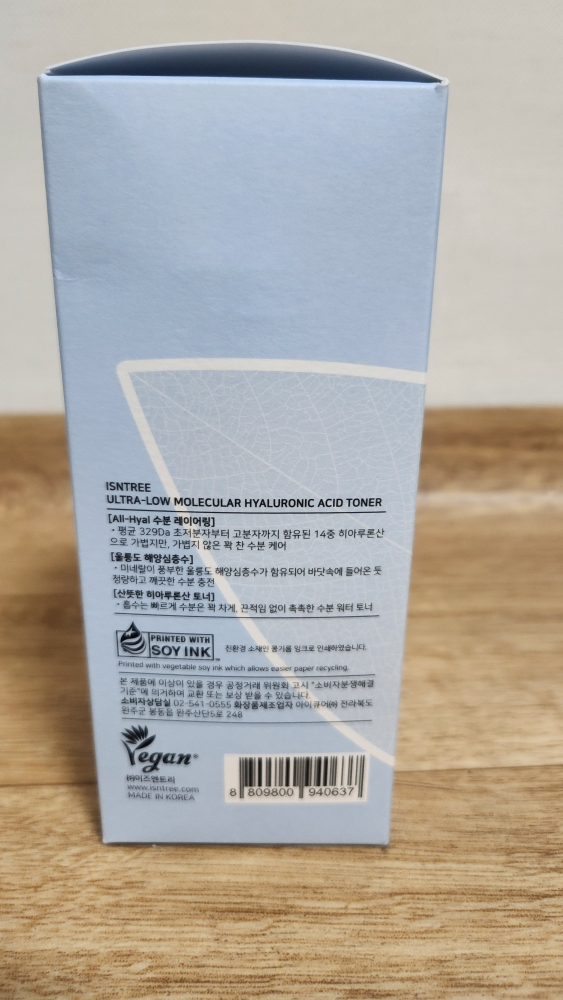 ISNTREE
ULTRA-LOW MOLECULAR HYALURONIC ACID TONER
[All-Hyal 수분 레이어링]
· 평균 329Da 초저분자부터 고분자까지 함유된 14중 히아루론산
으로 가볍지만, 가볍지 않은 꽉 찬 수분 케어
[울릉도 해양심층수]
· 미네랄이 풍부한 울릉도 해양심층수가 함유되어 바닷속에 들어온 듯
청량하고 깨끗한 수분 충전
[산뜻한 히아루론산 토너]
· 흡수는 빠르게 수분은 꽉 차게, 끈적임 없이 촉촉한 수분 워터 토너
PRINTED WITH
SOY INK™
친환경 소재인 콩기름 잉크로 인쇄하였습니다.
Printed with vegetable soy ink which allows easier paper recycling.
본 제품에 이상이 있을 경우 공정거래 위원회 고시 "소비자분쟁해결
기준"에 의거하여 교환 또는 보상 받을 수 있습니다.
소비자상담실 02-541-0555 화장품제조업자 아이큐어㈜ 전라북도
완주군 봉동읍 완주산단5로 248
Vegan®
㈜이즈앤트리
www.isntree.com
MADE IN KOREA
8 809800 940637